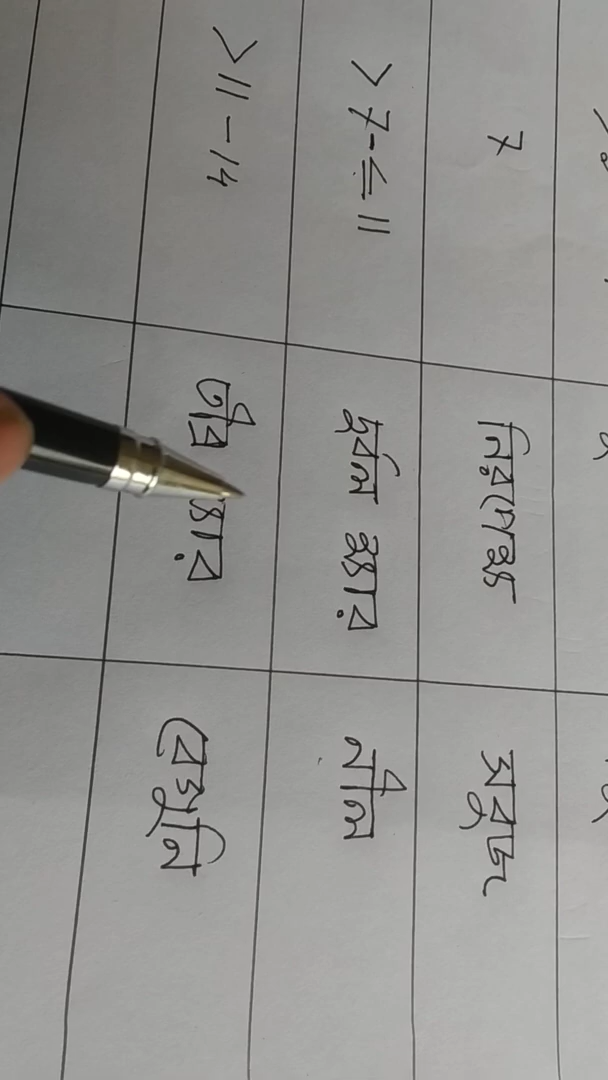 7 নিরপেক্ষ সবুজ
> 7-≤ 11 দুর্বল ক্ষার নীল
> 11 - 14 তীব্র ক্ষার বেগুনি